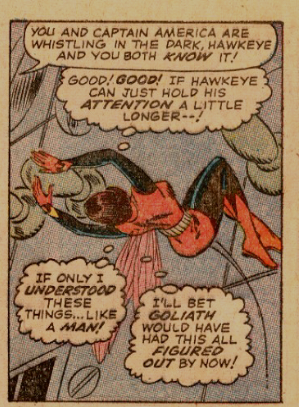 YOU AND CAPTAIN AMERICA ARE
WHISTLING IN THE DARK, HAWKEYE
AND YOU BOTH KNOW IT!
GOOD! GOOD! IF HAWKEYE
CAN JUST HOLD HIS
ATTENTION A LITTLE
LONGER--!
IF ONLY I
UNDERSTOOD
THESE
THINGS...LIKE
A MAN!
I'LL BET
GOLIATH
WOULD HAVE
HAD THIS ALL
FIGURED
OUT BY NOW!